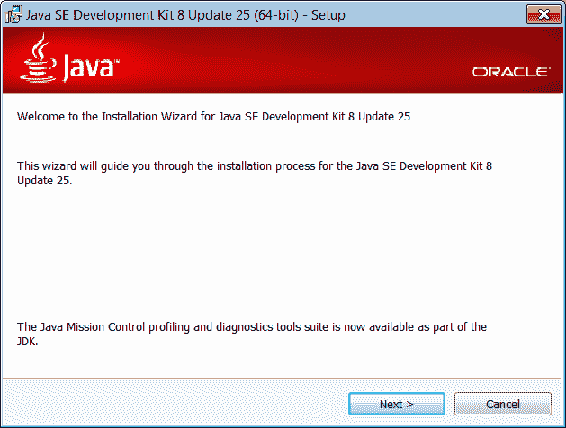 Java SE Development Kit 8 Update 25 (64-bit) - Setup
Java™
ORACLE®
Welcome to the Installation Wizard for Java SE Development Kit 8 Update 25
This wizard will guide you through the installation process for the Java SE Development Kit 8
Update 25.
The Java Mission Control profiling and diagnostics tools suite is now available as part of the
JDK.
Next >
Cancel